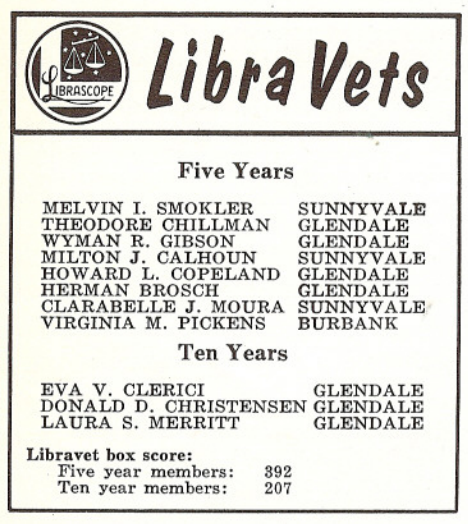 LIBRASCOPE
Libra Vets
Five Years
MELVIN I. SMOKLER SUNNYVALE
THEODORE CHILLMAN GLENDALE
WYMAN R. GIBSON GLENDALE
MILTON J. CALHOUN SUNNYVALE
HOWARD L. COPELAND GLENDALE
HERMAN BROSCH GLENDALE
CLARABELLE J. MOURA SUNNYVALE
VIRGINIA M. PICKENS BURBANK
Ten Years
EVA V. CLERICI GLENDALE
DONALD D. CHRISTENSEN GLENDALE
LAURA S. MERRITT GLENDALE
Libravet box score:
Five year members: 392
Ten year members: 207